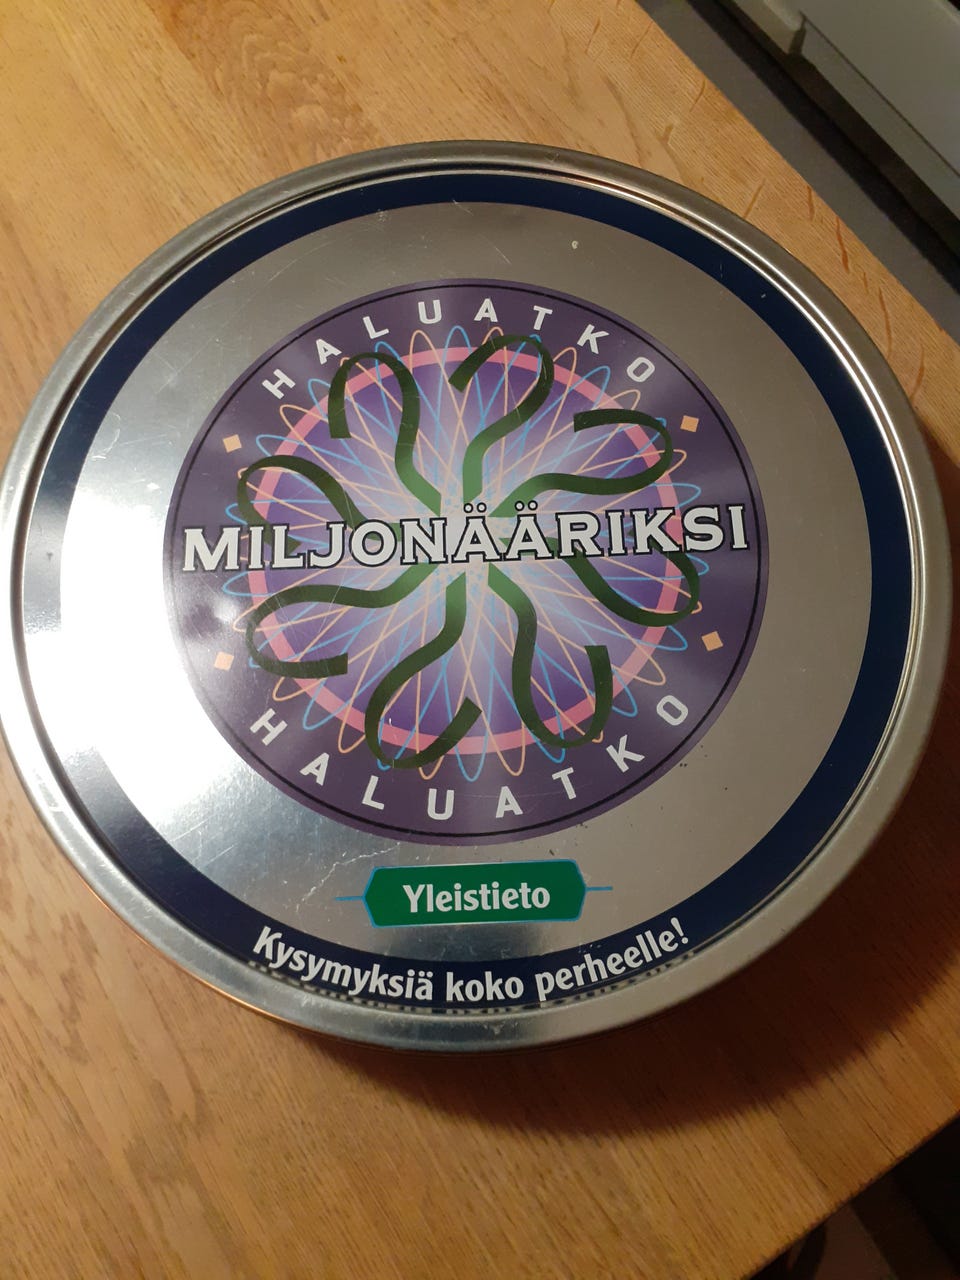 HALUATKO
MILJONÄÄRIKSI
HALUATKO
Yleistieto
Kysymyksiä koko perheelle!